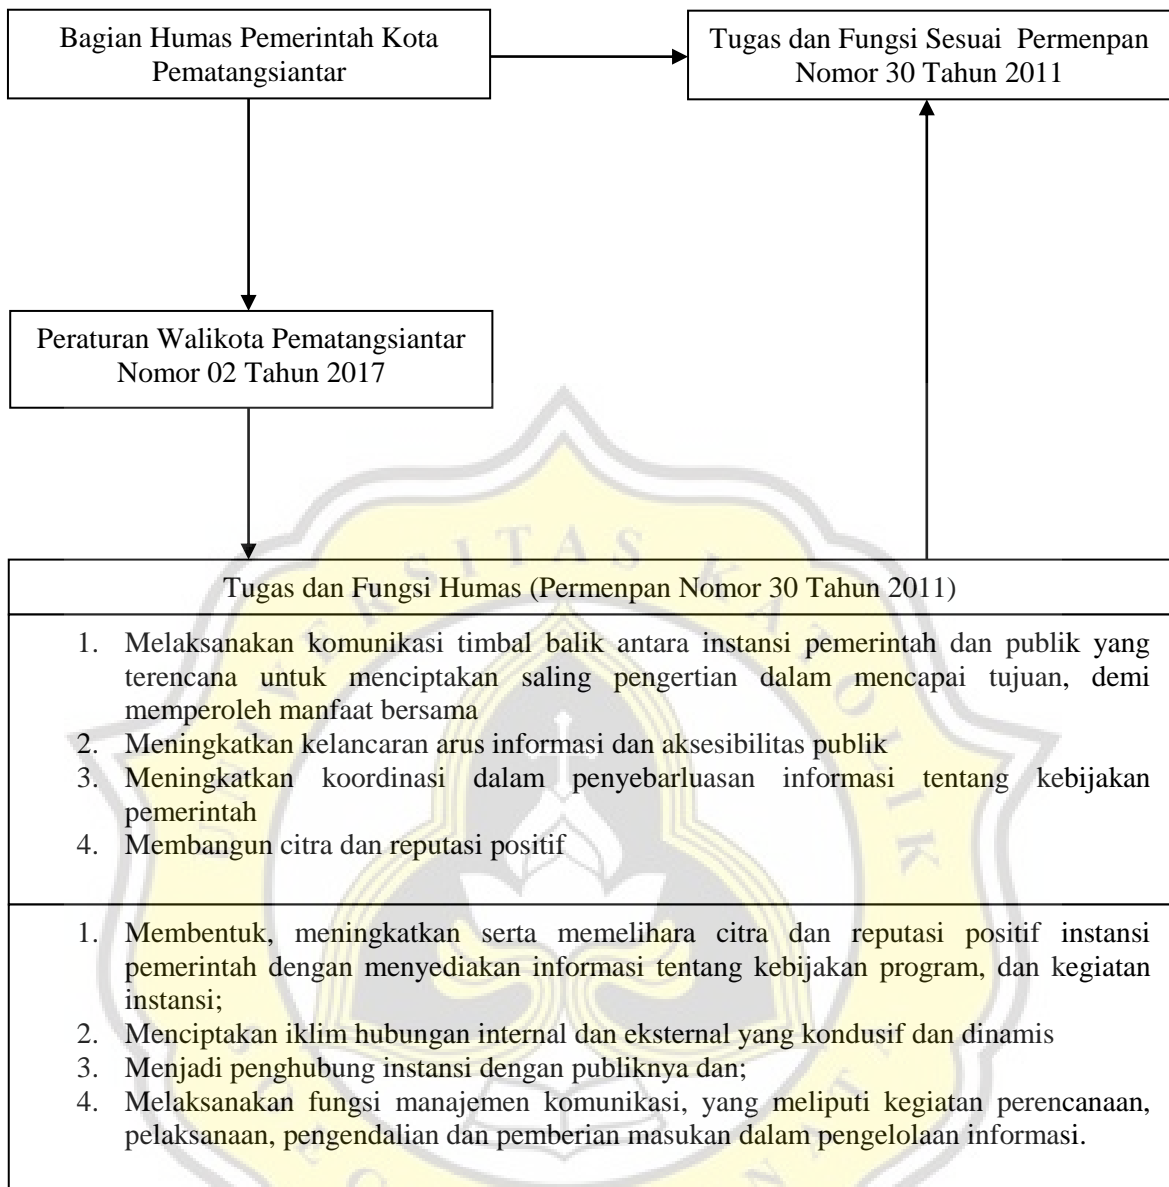 Bagian Humas Pemerintah Kota
Pematangsiantar
Tugas dan Fungsi Sesuai Permenpan
Nomor 30 Tahun 2011
Peraturan Walikota Pematangsiantar
Nomor 02 Tahun 2017
Tugas dan Fungsi Humas (Permenpan Nomor 30 Tahun 2011)
1. Melaksanakan komunikasi timbal balik antara instansi pemerintah dan publik yang
terencana untuk menciptakan saling pengertian dalam mencapai tujuan, demi
memperoleh manfaat bersama
2. Meningkatkan kelancaran arus informasi dan aksesibilitas publik
3. Meningkatkan koordinasi dalam penyebarluasan informasi tentang kebijakan
pemerintah
4. Membangun citra dan reputasi positif
1. Membentuk, meningkatkan serta memelihara citra dan reputasi positif instansi
pemerintah dengan menyediakan informasi tentang kebijakan program, dan kegiatan
instansi;
2. Menciptakan iklim hubungan internal dan eksternal yang kondusif dan dinamis
3. Menjadi penghubung instansi dengan publiknya dan;
4. Melaksanakan fungsi manajemen komunikasi, yang meliputi kegiatan perencanaan,
pelaksanaan, pengendalian dan pemberian masukan dalam pengelolaan informasi.
UNIVERSITAS KATOLIK